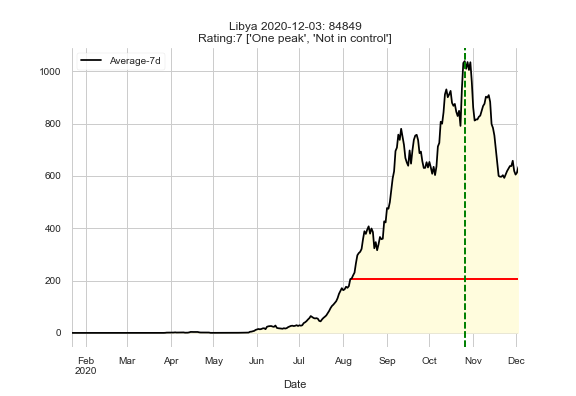 Libya 2020-12-03: 84849
Rating:7 ['One peak', 'Not in control']
Average-7d
1000
800
600
400
200
0
Feb Mar Apr May Jun Jul Aug Sep Oct Nov Dec
2020
Date